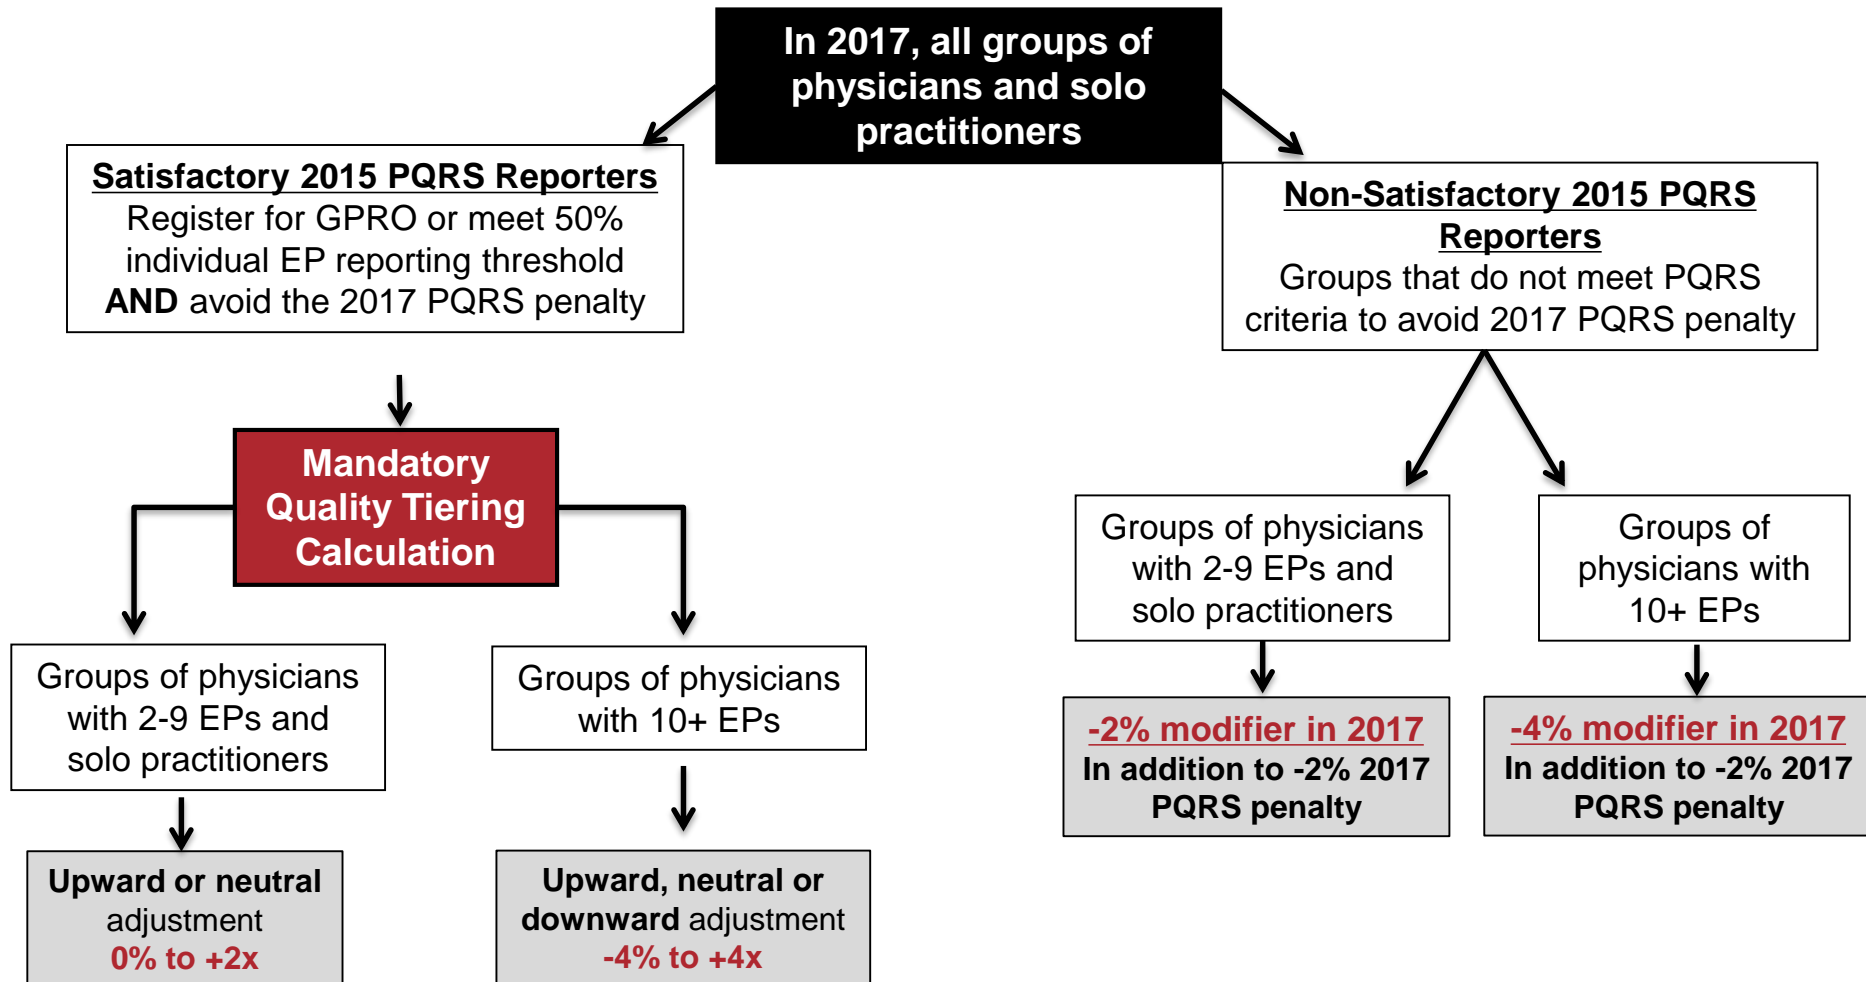 In 2017, all groups of
physicians and solo
practitioners
Satisfactory 2015 PQRS Reporters
Register for GPRO or meet 50%
individual EP reporting threshold
AND avoid the 2017 PQRS penalty
Non-Satisfactory 2015 PQRS
Reporters
Groups that do not meet PQRS
criteria to avoid 2017 PQRS penalty
Mandatory
Quality Tiering
Calculation
Groups of physicians
with 2-9 EPs and
solo practitioners
Groups of physicians
with 10+ EPs
Groups of physicians
with 2-9 EPs and
solo practitioners
Groups of
physicians with
10+ EPs
Upward or neutral
adjustment
0% to +2x
Upward, neutral or
downward adjustment
-4% to +4x
-2% modifier in 2017
In addition to -2% 2017
PQRS penalty
-4% modifier in 2017
In addition to -2% 2017
PQRS penalty